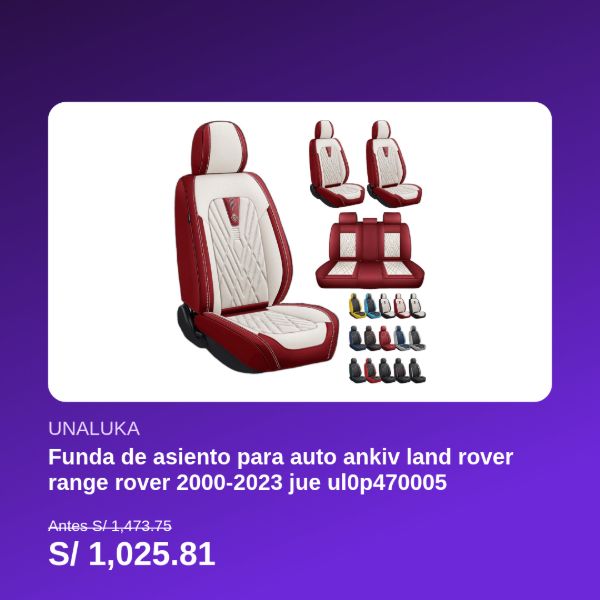 UNALUKA
Funda de asiento para auto ankiv land rover
range rover 2000-2023 jue ul0p470005
Antes S/ 1,473.75
S/ 1,025.81